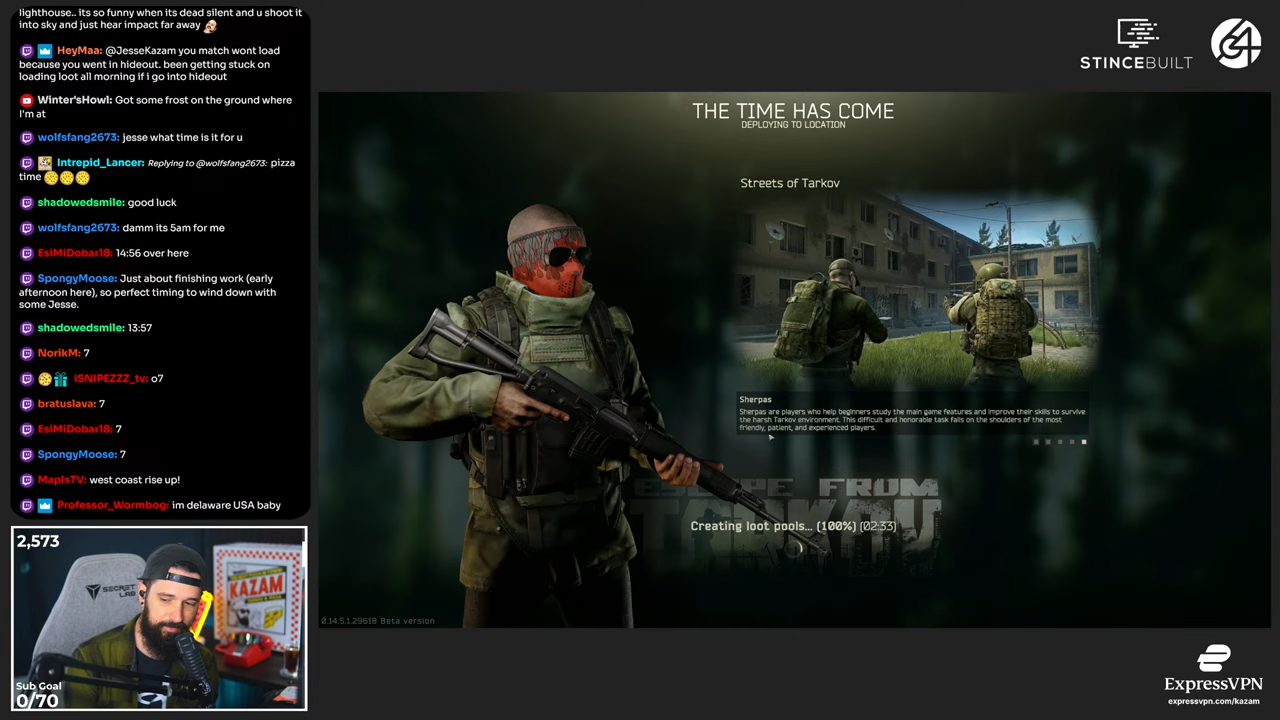 lighthouse.. its so funny when its dead silent and u shoot it
into sky and just hear impact far away
HeyMaa: @JesseKazam you match wont load
because you went in hideout. been getting stuck on
loading loot all morning if i go into hideout
Winter'sHowl: Got some frost on the ground where
I'm at
wolfsfang2673: jesse what time is it for u
Intrepid_Lancer: Replying to @wolfsfang2673: pizza
time
shadowedsmile: good luck
wolfsfang2673: damm its 5am for me
EsiMiDobar18: 14:56 over here
SpongyMoose: Just about finishing work (early
afternoon here), so perfect timing to wind down with
some Jesse.
shadowedsmile: 13:57
NorikM: 7
iSNIPEZZZ_tv: o7
bratuslava: 7
EsiMiDobar18: 7
SpongyMoose: 7
MaplsTV: west coast rise up!
Professor_Wormbog: im delaware USA baby
2,573
SECRET
LAB
KAZAM
Sub Goal
0/70
THE TIME HAS COME
DEPLOYING TO LOCATION
Streets of Tarkov
Sherpas
Sherpas are players who help beginners study the main game features and improve their skills to survive
the harsh Tarkov environment. This difficult and honorable task falls on the shoulders of the most
friendly, patient, and experienced players.
ESCAPE FROM
TARKOV
Creating loot pools... (100%) (02:33)
0.14.5.1.29618 Beta version
STINCEBUILT
G4
ExpressVPN
expressvpn.com/kazam